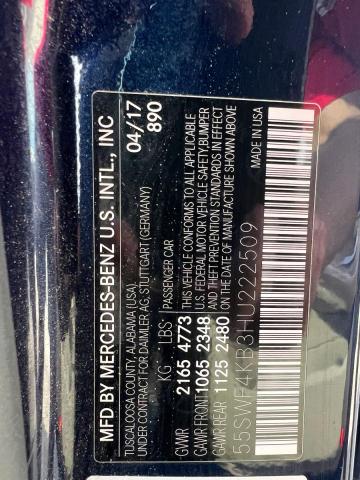 MFD BY MERCEDES-BENZ U.S. INTL., INC
TUSCALOOSA COUNTY, ALABAMA (USA)
UNDER CONTRACT FOR DAIMLER AG, STUTTGART (GERMANY)
04/17
890
KG LBS PASSENGER CAR
GVWR 2165 4773
GAWR FRONT 1065 2348
GAWR REAR 1125 2480
THIS VEHICLE CONFORMS TO ALL APPLICABLE
U.S. FEDERAL MOTOR VEHICLE SAFETY, BUMPER
AND THEFT PREVENTION STANDARDS IN EFFECT
ON THE DATE OF MANUFACTURE SHOWN ABOVE
MADE IN USA
55SWF4KB3HU222509